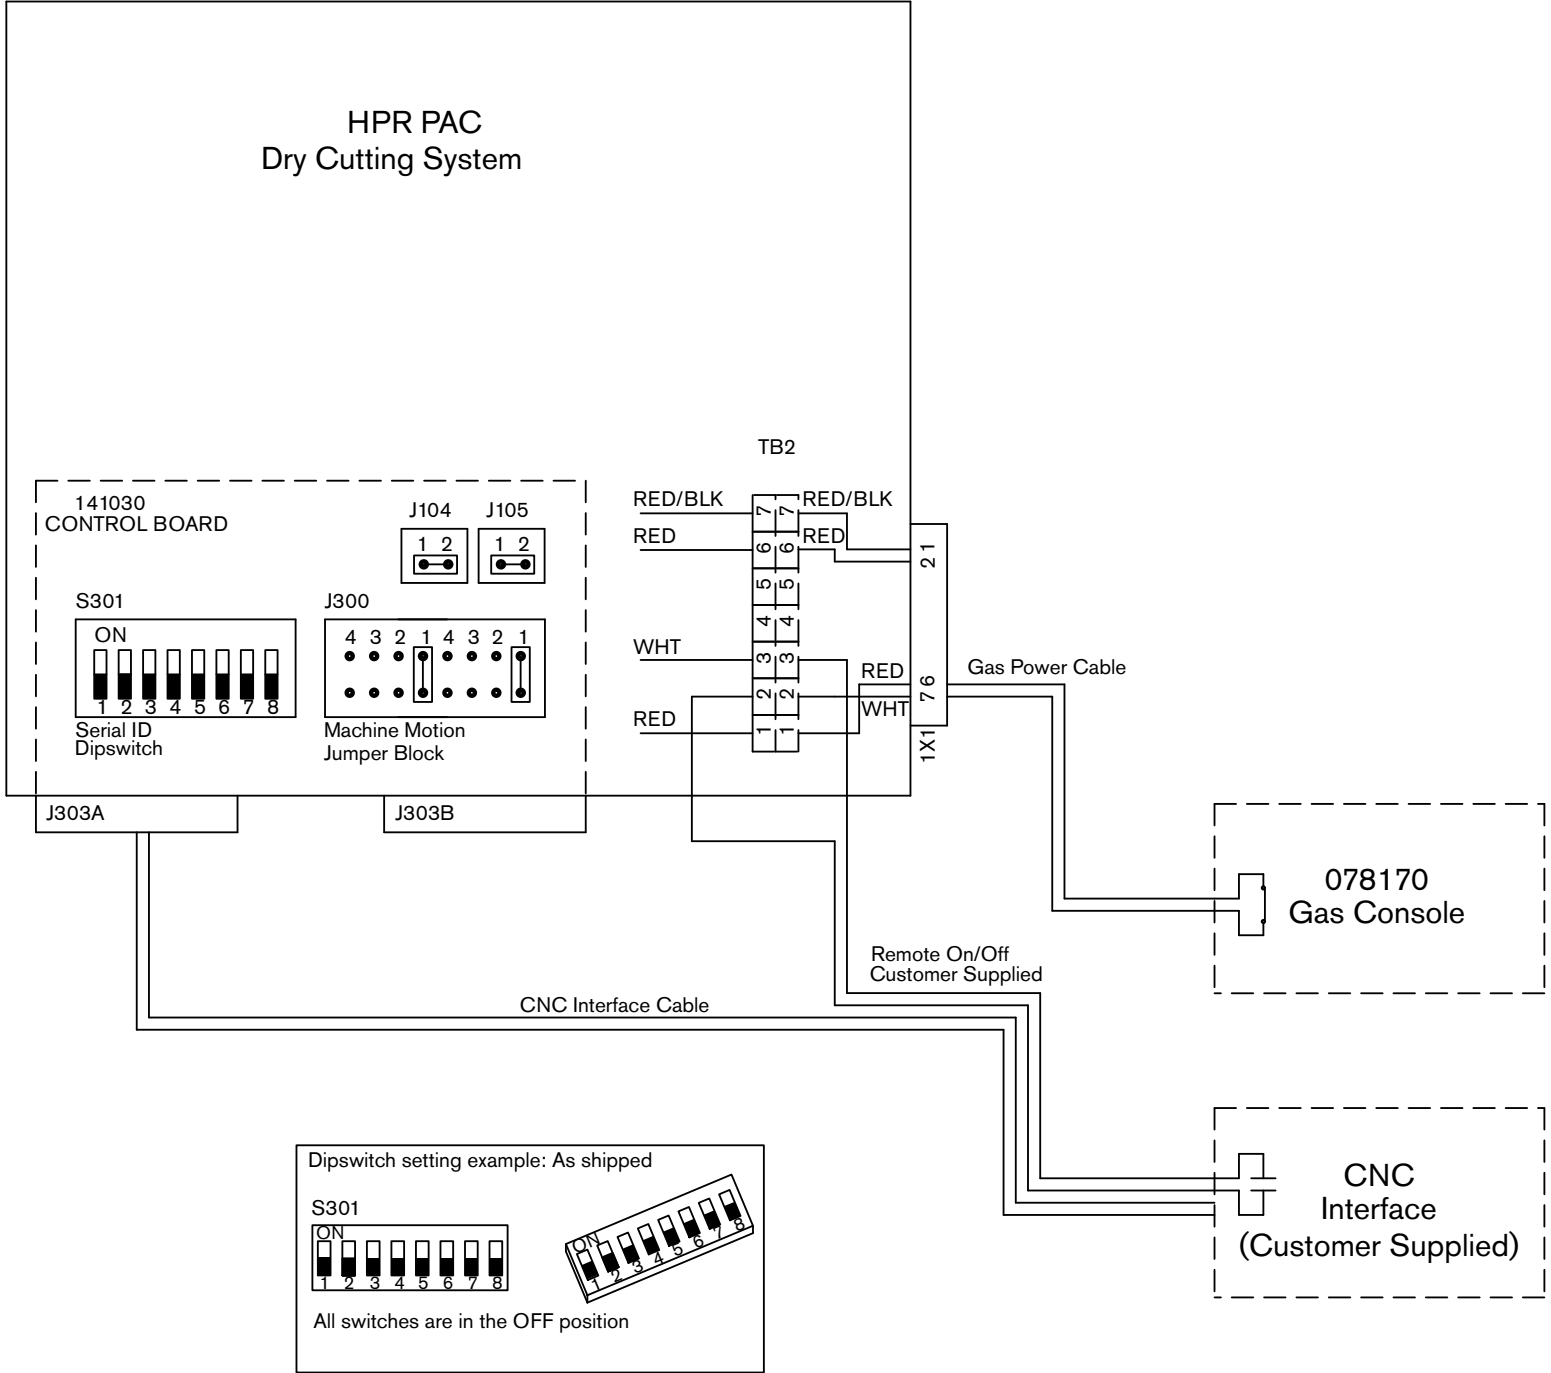 HPR PAC
Dry Cutting System
TB2
141030
CONTROL BOARD
J104 J105
1 2 1 2
S301
ON
1 2 3 4 5 6 7 8
Serial ID
Dipswitch
J300
4 3 2 1 4 3 2 1
Machine Motion
Jumper Block
RED/BLK 7 7 RED/BLK
RED 6 6 RED
5 5
4 4
WHT 3 3
2 2
RED 1 1
RED
WHT
2 1
7 6
1X1
Gas Power Cable
J303A
J303B
078170
Gas Console
Remote On/Off
Customer Supplied
CNC Interface Cable
CNC
Interface
(Customer Supplied)
Dipswitch setting example: As shipped
S301
ON
1 2 3 4 5 6 7 8
ON
1 2 3 4 5 6 7 8
All switches are in the OFF position